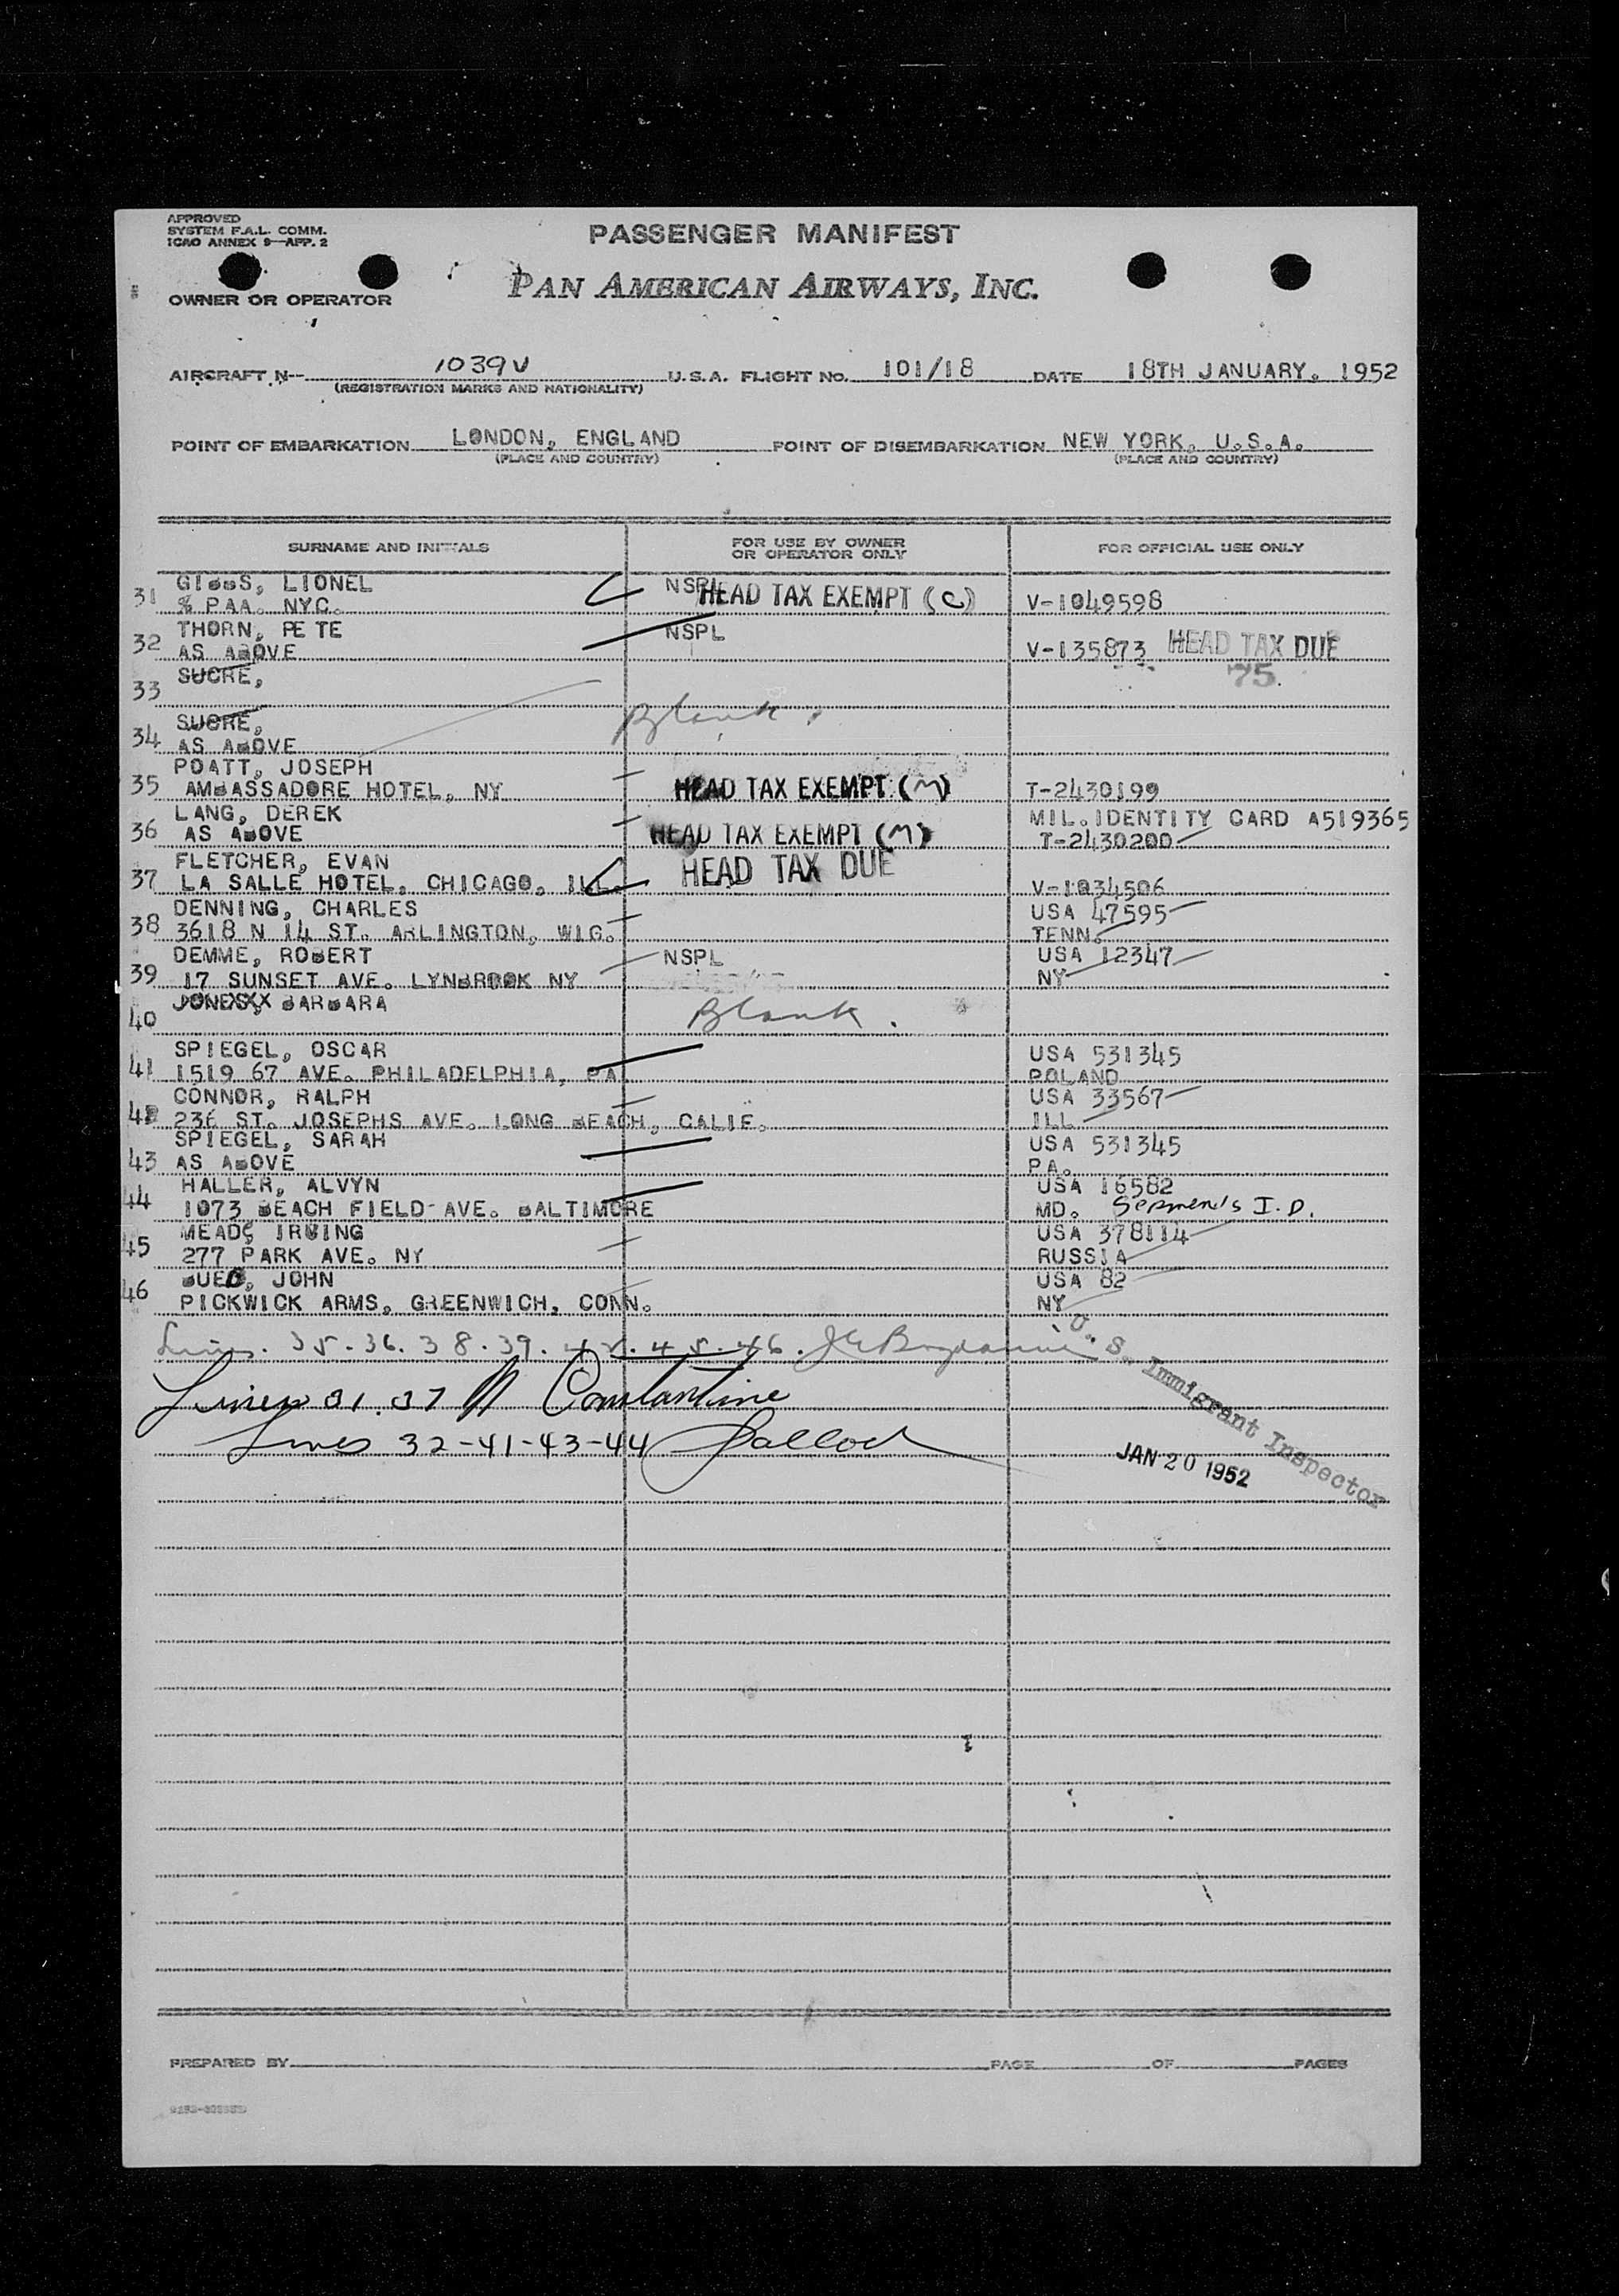 APPROVED
SYSTEM F.A.L. COMM.
ICAO ANNEX 9—APP. 2
PASSENGER MANIFEST
OWNER OR OPERATOR
PAN AMERICAN AIRWAYS, INC.
AIRCRAFT N-- 1039V U.S.A. FLIGHT NO. 101/18 DATE 18TH JANUARY. 1952
(REGISTRATION MARKS AND NATIONALITY)
POINT OF EMBARKATION LONDON, ENGLAND POINT OF DISEMBARKATION NEW YORK, U.S.A.
(PLACE AND COUNTRY) (PLACE AND COUNTRY)
SURNAME AND INITIALS FOR USE BY OWNER OR OPERATOR ONLY FOR OFFICIAL USE ONLY
31 GIBBS, LIONEL NSPL HEAD TAX EXEMPT (C)
% PAA. NYC. V-1049598
32 THORN, PETE NSPL
AS ABOVE V-135873 HEAD TAX DUE
75.
33 SUCRE,
34 SUCRE, Blank.
AS ABOVE
35 POATT, JOSEPH
AMBASSADORE HOTEL, NY HEAD TAX EXEMPT (M) T-2430199
36 LANG, DEREK MIL.IDENTITY CARD A519365
AS ABOVE HEAD TAX EXEMPT (M) T-2430200
37 FLETCHER, EVAN HEAD TAX DUE
LA SALLE HOTEL, CHICAGO, ILL V-1034506
38 DENNING, CHARLES USA 47595
3618 N 14 ST. ARLINGTON, WIG. TENN.
39 DEMME, ROBERT NSPL USA 12347
17 SUNSET AVE. LYNBROOK NY NY
40 JONESXX BARBARA Blank.
41 SPIEGEL, OSCAR USA 531345
1519 67 AVE. PHILADELPHIA, PA POLAND
42 CONNOR, RALPH USA 33567
236 ST. JOSEPHS AVE. LONG BEACH, CALIF. ILL
43 SPIEGEL, SARAH USA 531345
AS ABOVE PA.
44 HALLER, ALVYN USA 16582
1073 BEACH FIELD-AVE. BALTIMORE MD. Seamen's I.D.
45 MEAD, IRVING USA 378114
277 PARK AVE. NY RUSSIA
46 JOHN USA 82
PICKWICK ARMS, GREENWICH, CONN. NY
Lines. 35-36.38.39.42.45.46.
Lines 31.37 Constantine
Lines 32-41-43-44
U.S. Immigrant Inspector
JAN 20 1952
PREPARED BY PAGE OF PAGES